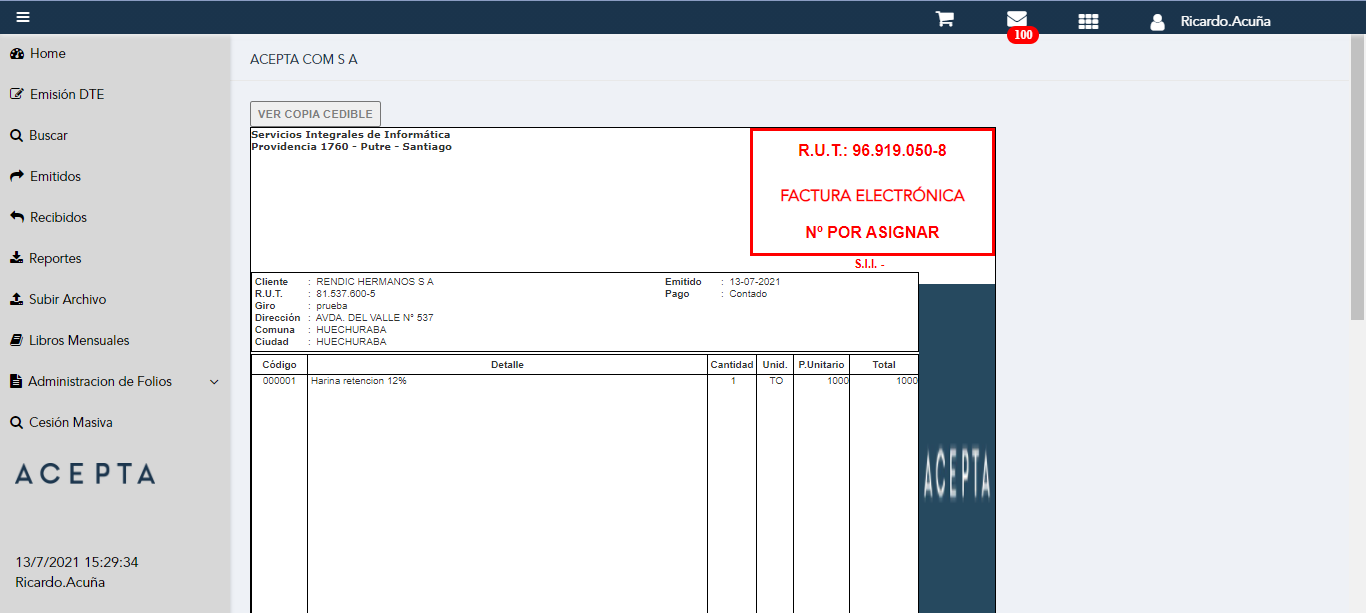 Ricardo.Acuña
100
Home
Emisión DTE
Buscar
Emitidos
Recibidos
Reportes
Subir Archivo
Libros Mensuales
Administracion de Folios
Cesión Masiva
ACEPTA
13/7/2021 15:29:34
Ricardo.Acuña
ACEPTA COM S A
VER COPIA CEDIBLE
Servicios Integrales de Informática
Providencia 1760 - Putre - Santiago
R.U.T.: 96.919.050-8
FACTURA ELECTRÓNICA
Nº POR ASIGNAR
S.I.I. -
Cliente : RENDIC HERMANOS S A Emitido : 13-07-2021
R.U.T. : 81.537.600-5 Pago : Contado
Giro : prueba
Dirección : AVDA. DEL VALLE N° 537
Comuna : HUECHURABA
Ciudad : HUECHURABA
Código Detalle Cantidad Unid. P.Unitario Total
000001 Harina retencion 12% 1 TO 1000 1000
ACEPTA